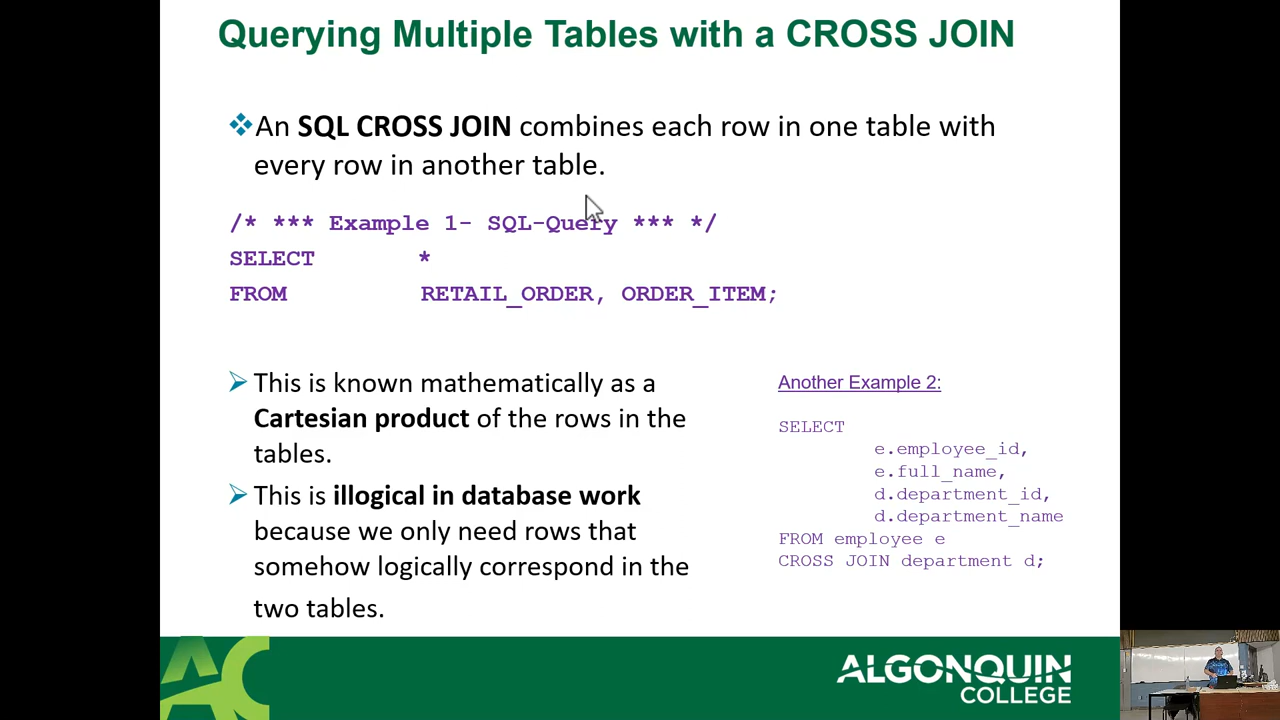 Querying Multiple Tables with a CROSS JOIN
An SQL CROSS JOIN combines each row in one table with
every row in another table.
/* *** Example 1- SQL-Query *** */
SELECT *
FROM RETAIL_ORDER, ORDER_ITEM;
This is known mathematically as a
Cartesian product of the rows in the
tables.
This is illogical in database work
because we only need rows that
somehow logically correspond in the
two tables.
Another Example 2:
SELECT
e.employee_id,
e.full_name,
d.department_id,
d.department_name
FROM employee e
CROSS JOIN department d;
AC
ALGONQUIN
COLLEGE